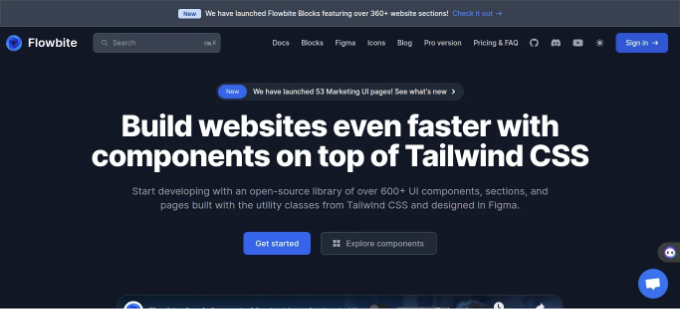 New We have launched Flowbite Blocks featuring over 360+ website sections! Check it out →
Flowbite Search CTRL K Docs Blocks Figma Icons Blog Pro version Pricing & FAQ Sign in →
New We have launched 53 Marketing UI pages! See what's new
Build websites even faster with
components on top of Tailwind CSS
Start developing with an open-source library of over 600+ UI components, sections, and
pages built with the utility classes from Tailwind CSS and designed in Figma.
Get started Explore components